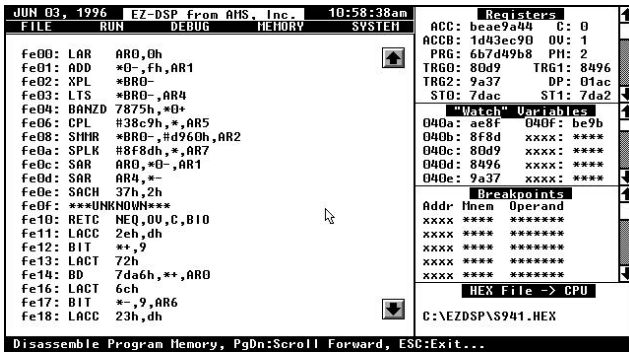 JUN 03, 1996 EZ-DSP from AMS, Inc. 10:58:38am
FILE RUN DEBUG MEMORY SYSTEM
fe00: LAR AR0,0h
fe01: ADD *0-,fh,AR1
fe02: XPL *BR0-
fe03: LTS *BR0-,AR4
fe04: BANZD 7875h,*0+
fe06: CPL #38c9h,*,AR5
fe08: SMMR *BR0-,#d960h,AR2
fe0a: SPLK #8f8dh,*,AR7
fe0c: SAR AR0,*0-,AR1
fe0d: SAR AR4,*-
fe0e: SACH 37h,2h
fe0f: ***UNKNOWN***
fe10: RETC NEQ,OV,C,BIO
fe11: LACC 2eh,dh
fe12: BIT *+,9
fe13: LACT 72h
fe14: BD 7da6h,*+,AR0
fe16: LACT 6ch
fe17: BIT *-,9,AR6
fe18: LACC 23h,dh
Registers
ACC: beae9a44 C: 0
ACCB: 1d43ec90 OV: 1
PRG: 6b7d49b8 PM: 2
TRG0: 80d9 TRG1: 8496
TRG2: 9a37 DP: 01ac
ST0: 7dac ST1: 7da2
"Watch" Variables
040a: ae8f 040f: be9b
040b: 8f8d xxxx: ****
040c: 80d9 xxxx: ****
040d: 8496 xxxx: ****
040e: 9a37 xxxx: ****
Breakpoints
Addr Mnem Operand
xxxx **** *******
xxxx **** *******
xxxx **** *******
xxxx **** *******
xxxx **** *******
HEX File -> CPU
C:\EZDSP\S941.HEX
Disassemble Program Memory, PgDn:Scroll Forward, ESC:Exit...